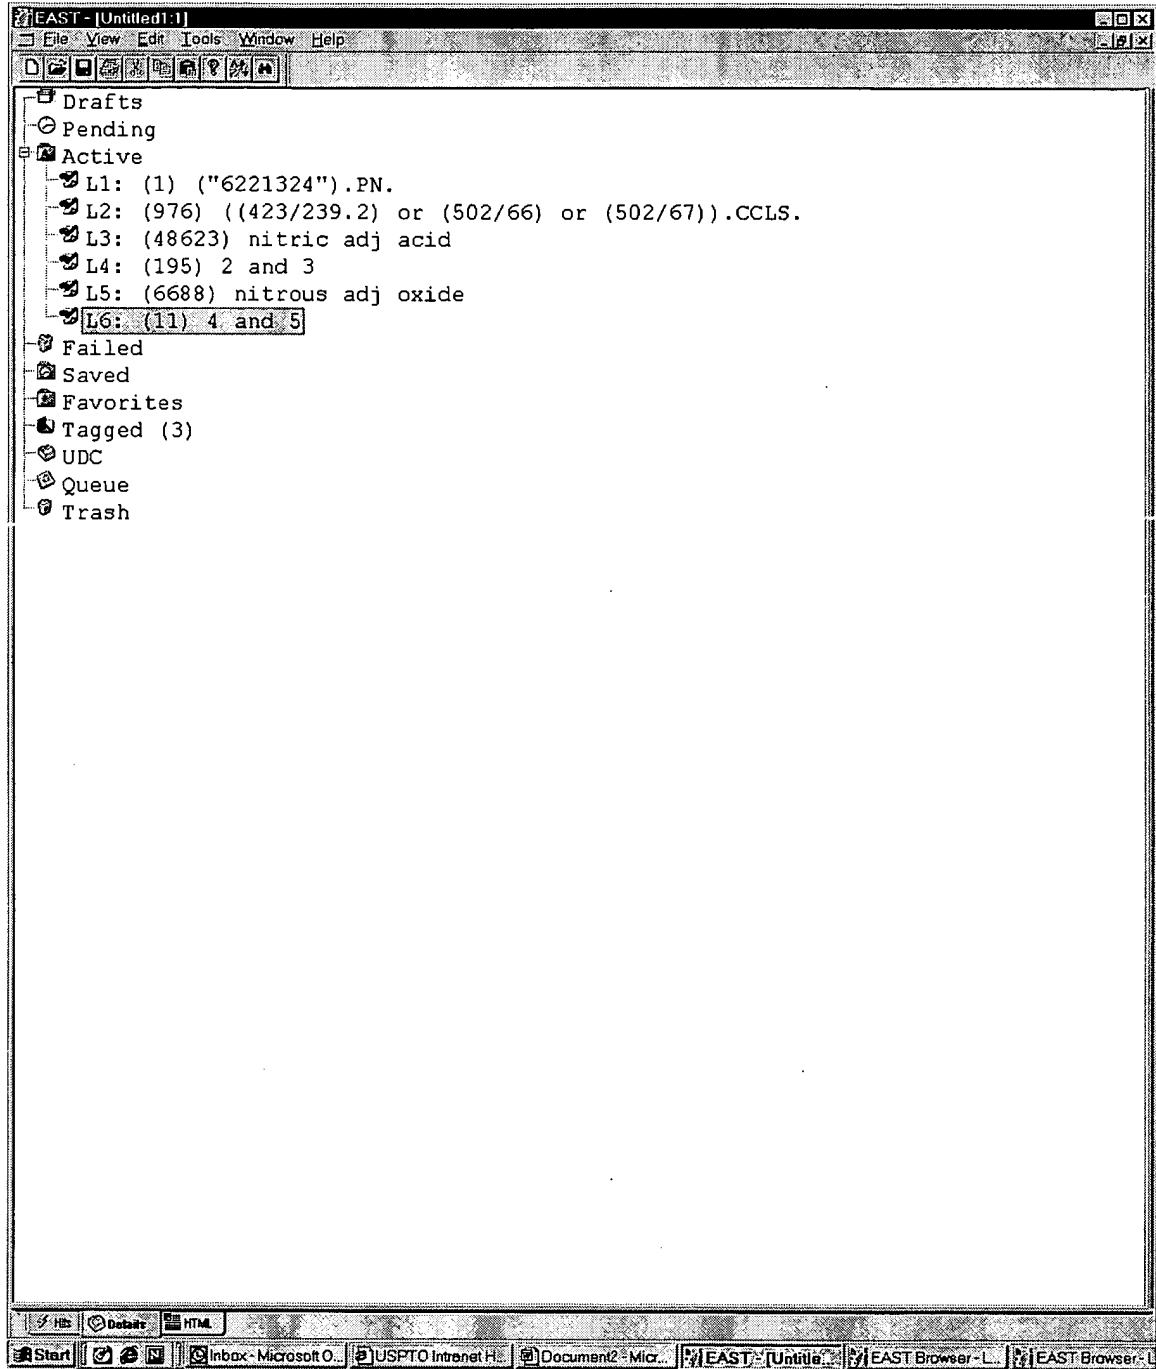 EAST - [Untitled1:1]
File View Edit Tools Window Help
Drafts
Pending
Active
L1: (1) ("6221324").PN.
L2: (976) ((423/239.2) or (502/66) or (502/67)).CCLS.
L3: (48623) nitric adj acid
L4: (195) 2 and 3
L5: (6688) nitrous adj oxide
L6: (11) 4 and 5
Failed
Saved
Favorites
Tagged (3)
UDC
Queue
Trash
Hits Details HTML
Start Inbox - Microsoft O... USPTO Intranet H... Document2 - Micr... EAST - [Untitle... EAST Browser - L... EAST Browser - L